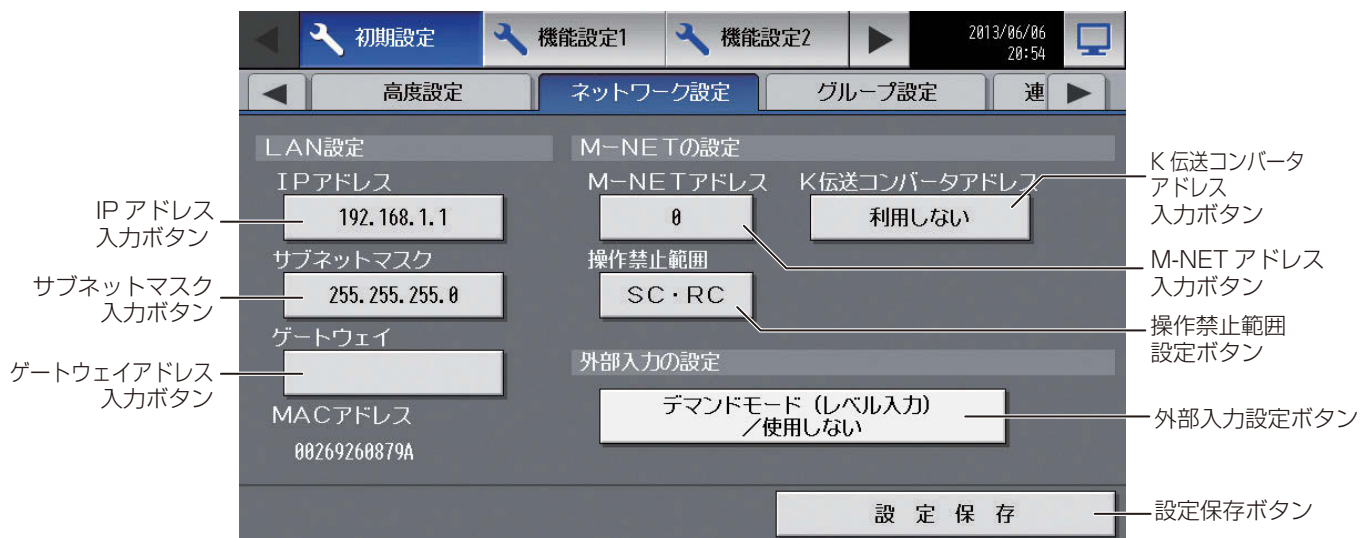 初期設定
機能設定1
機能設定2
2013/06/06
20:54
高度設定
ネットワーク設定
グループ設定
連
LAN設定
M-NETの設定
IPアドレス
M-NETアドレス
K伝送コンバータアドレス
192.168.1.1
0
利用しない
サブネットマスク
操作禁止範囲
255.255.255.0
SC・RC
ゲートウェイ
外部入力の設定
MACアドレス
00269260879A
デマンドモード（レベル入力）
／使用しない
設定保存
IP アドレス
入力ボタン
サブネットマスク
入力ボタン
ゲートウェイアドレス
入力ボタン
K 伝送コンバータ
アドレス
入力ボタン
M-NET アドレス
入力ボタン
操作禁止範囲
設定ボタン
外部入力設定ボタン
設定保存ボタン